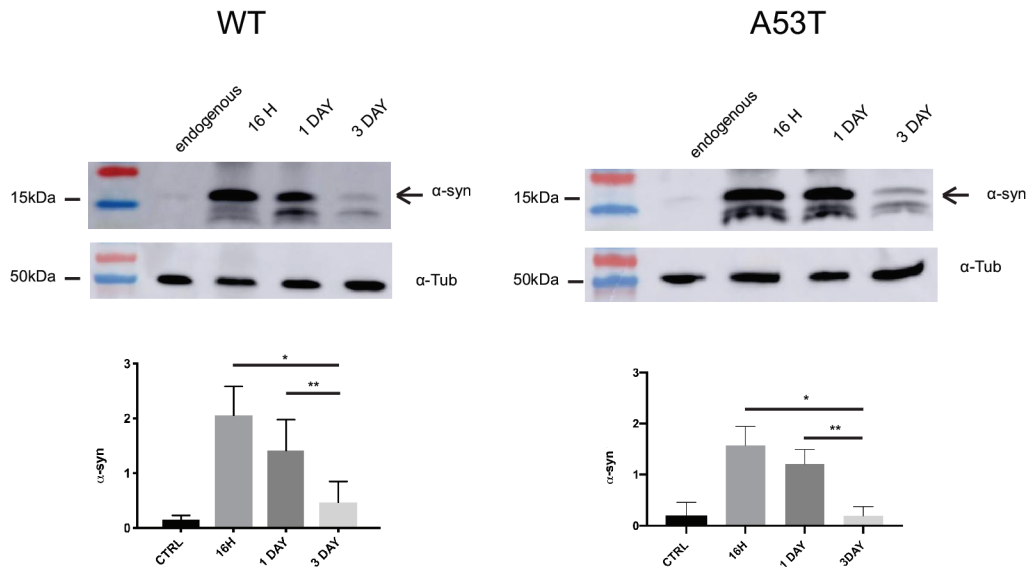 WT
A53T
endogenous
16 H
1 DAY
3 DAY
endogenous
16 H
1 DAY
3 DAY
15kDa
α-syn
15kDa
α-syn
50kDa
α-Tub
50kDa
α-Tub
3
2
1
0
α-syn
*
**
CTRL
16H
1 DAY
3 DAY
3
2
1
0
α-syn
*
**
CTRL
16H
1 DAY
3DAY